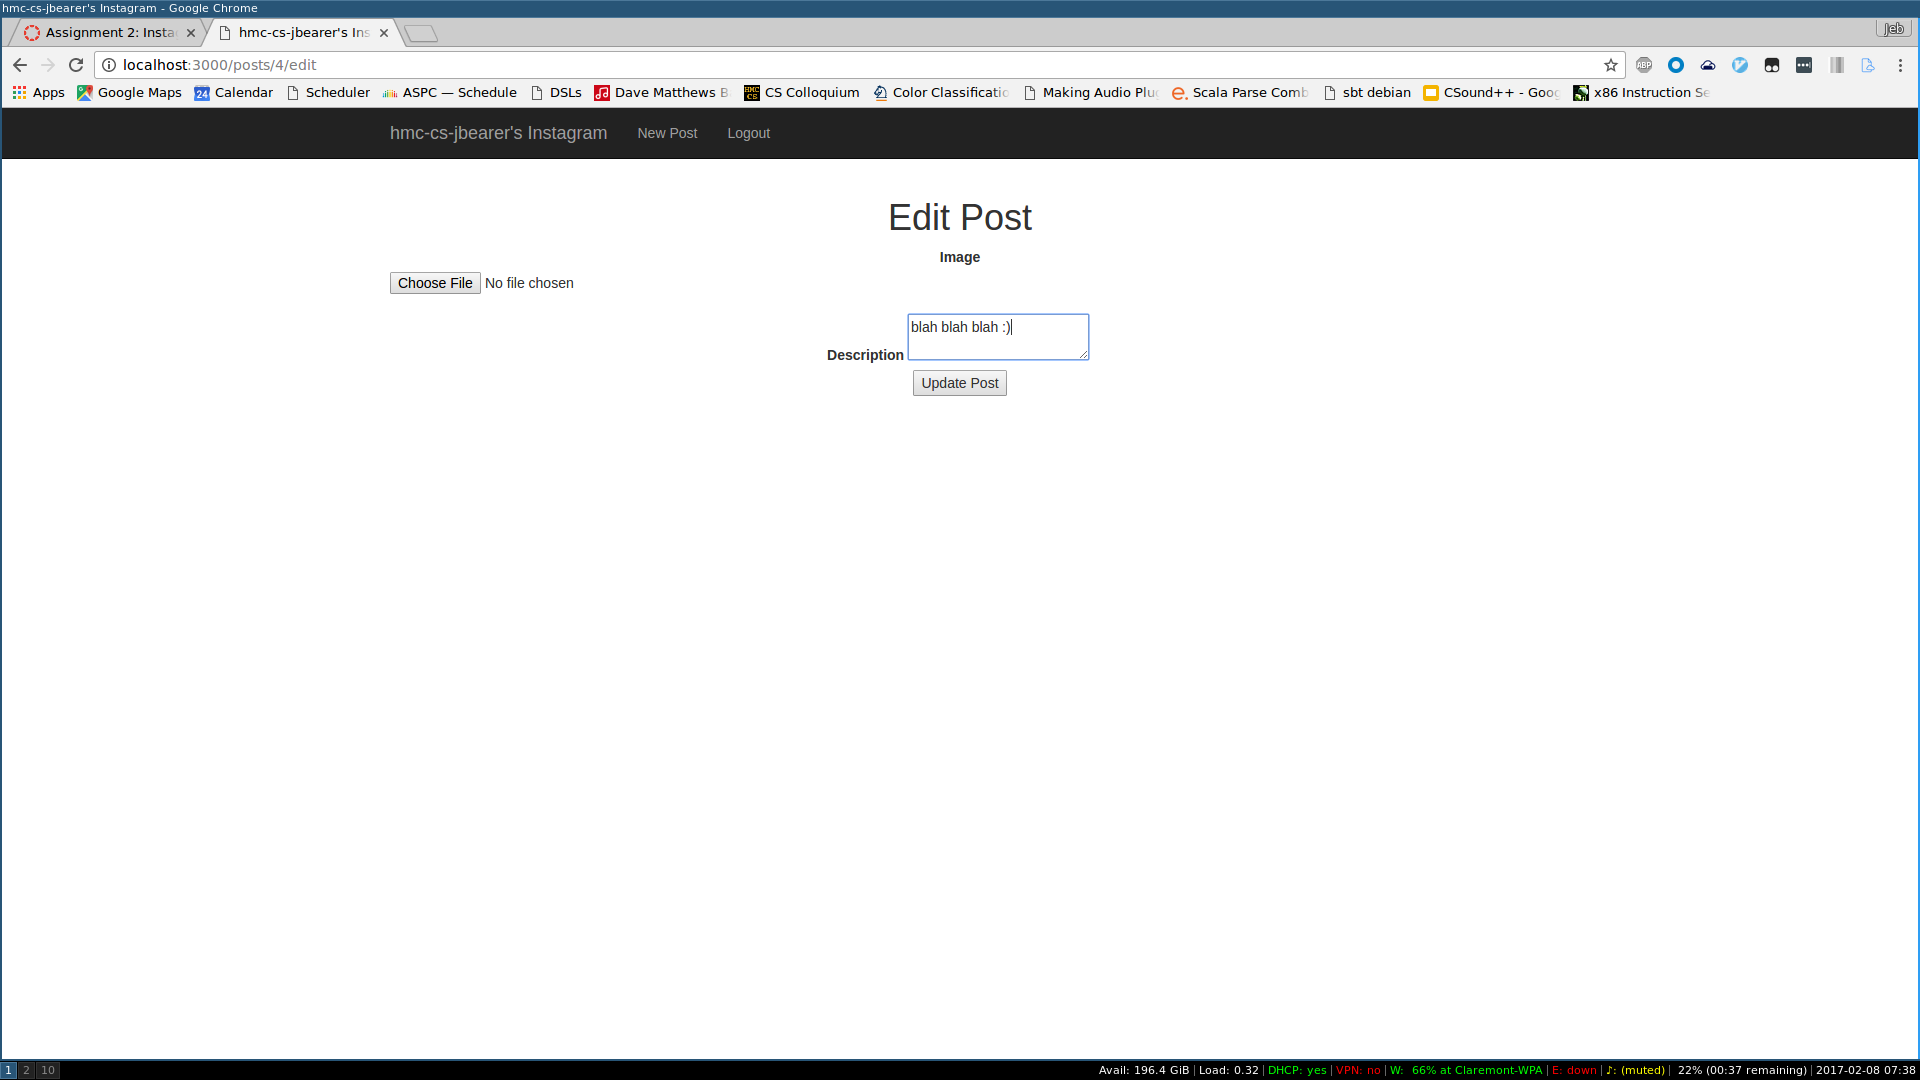 hmc-cs-jbearer's Instagram - Google Chrome
Assignment 2: Insta hmc-cs-jbearer's Ins Jeb
localhost:3000/posts/4/edit ABP
Apps Google Maps 24 Calendar Scheduler ASPC — Schedule DSLs Dave Matthews B HMC CS CS Colloquium Color Classificatio Making Audio Plu Scala Parse Comb sbt debian CSound++ - Goog x86 Instruction Se
hmc-cs-jbearer's Instagram New Post Logout
Edit Post
Image
Choose File No file chosen
blah blah blah :)
Description
Update Post
1 2 10 Avail: 196.4 GiB | Load: 0.32 | DHCP: yes | VPN: no | W: 66% at Claremont-WPA | E: down | ♪: (muted) | 22% (00:37 remaining) | 2017-02-08 07:38